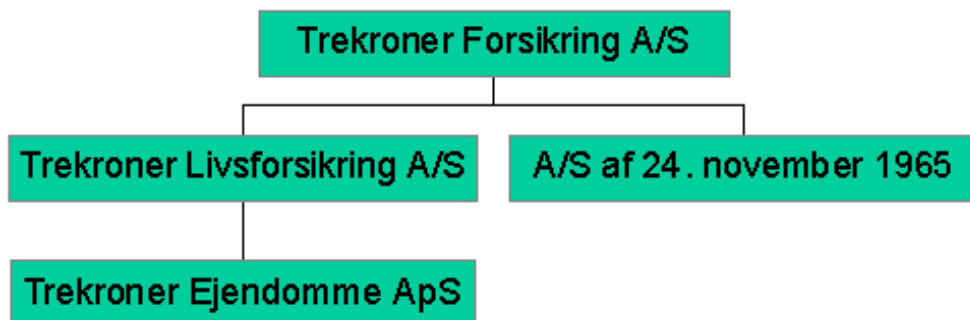 Trekroner Forsikring A/S
Trekroner Livsforsikring A/S
A/S af 24. november 1965
Trekroner Ejendomme ApS